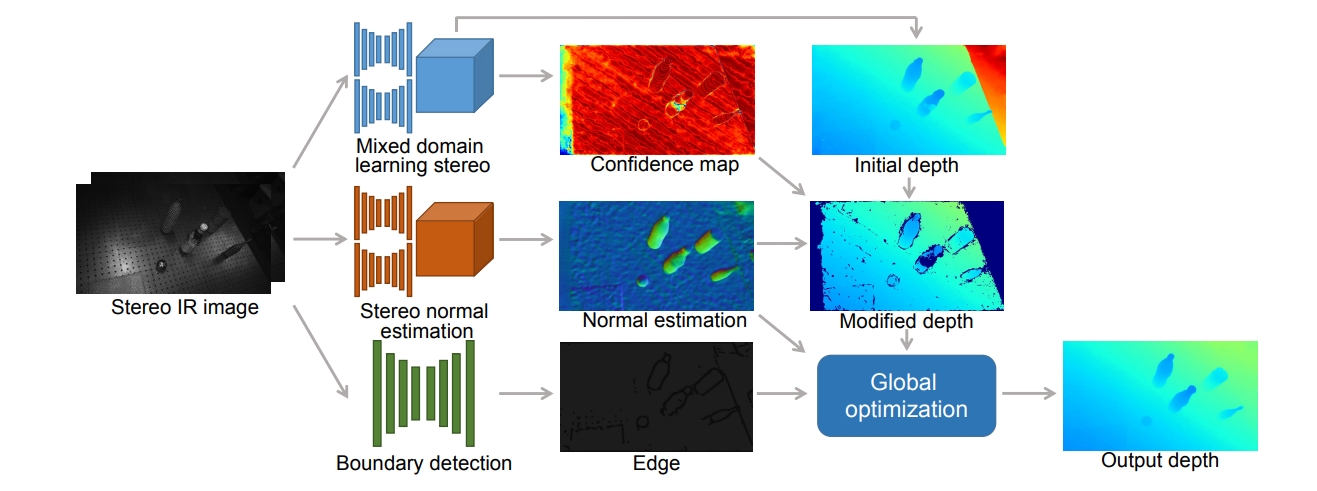 Mixed domain
learning stereo
Confidence map
Initial depth
Stereo IR image
Stereo normal
estimation
Normal estimation
Modified depth
Global
optimization
Boundary detection
Edge
Output depth